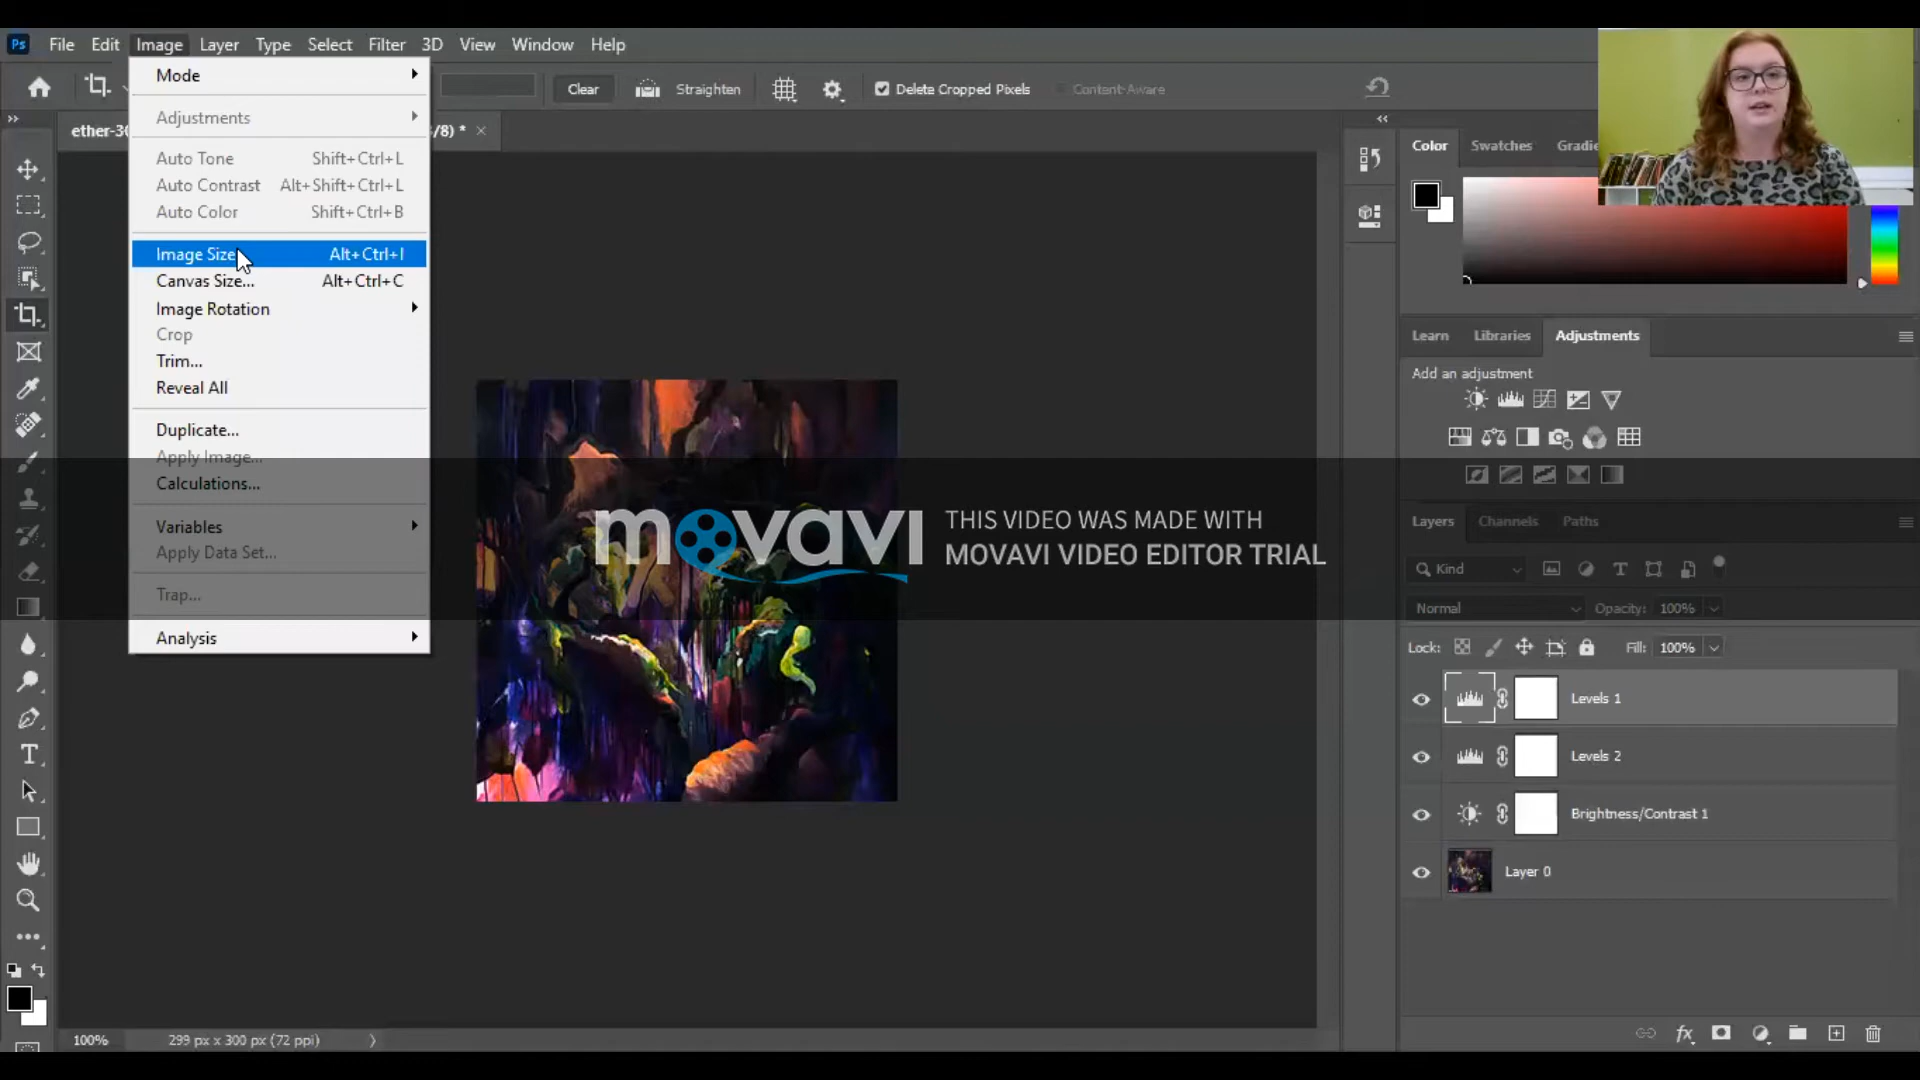 Ps File Edit Image Layer Type Select Filter 3D View Window Help
Clear Straighten Delete Cropped Pixels Content-Aware
ether-30 /8) * ×
Mode
Adjustments
Auto Tone Shift+Ctrl+L
Auto Contrast Alt+Shift+Ctrl+L
Auto Color Shift+Ctrl+B
Image Size Alt+Ctrl+I
Canvas Size... Alt+Ctrl+C
Image Rotation
Crop
Trim...
Reveal All
Duplicate...
Apply Image...
Calculations...
Variables
Apply Data Set...
Trap...
Analysis
movavi
THIS VIDEO WAS MADE WITH
MOVAVI VIDEO EDITOR TRIAL
Color Swatches Gradie
Learn Libraries Adjustments
Add an adjustment
Layers Channels Paths
Kind
Normal Opacity: 100%
Lock: Fill: 100%
Levels 1
Levels 2
Brightness/Contrast 1
Layer 0
fx
100% 299 px x 300 px (72 ppi)